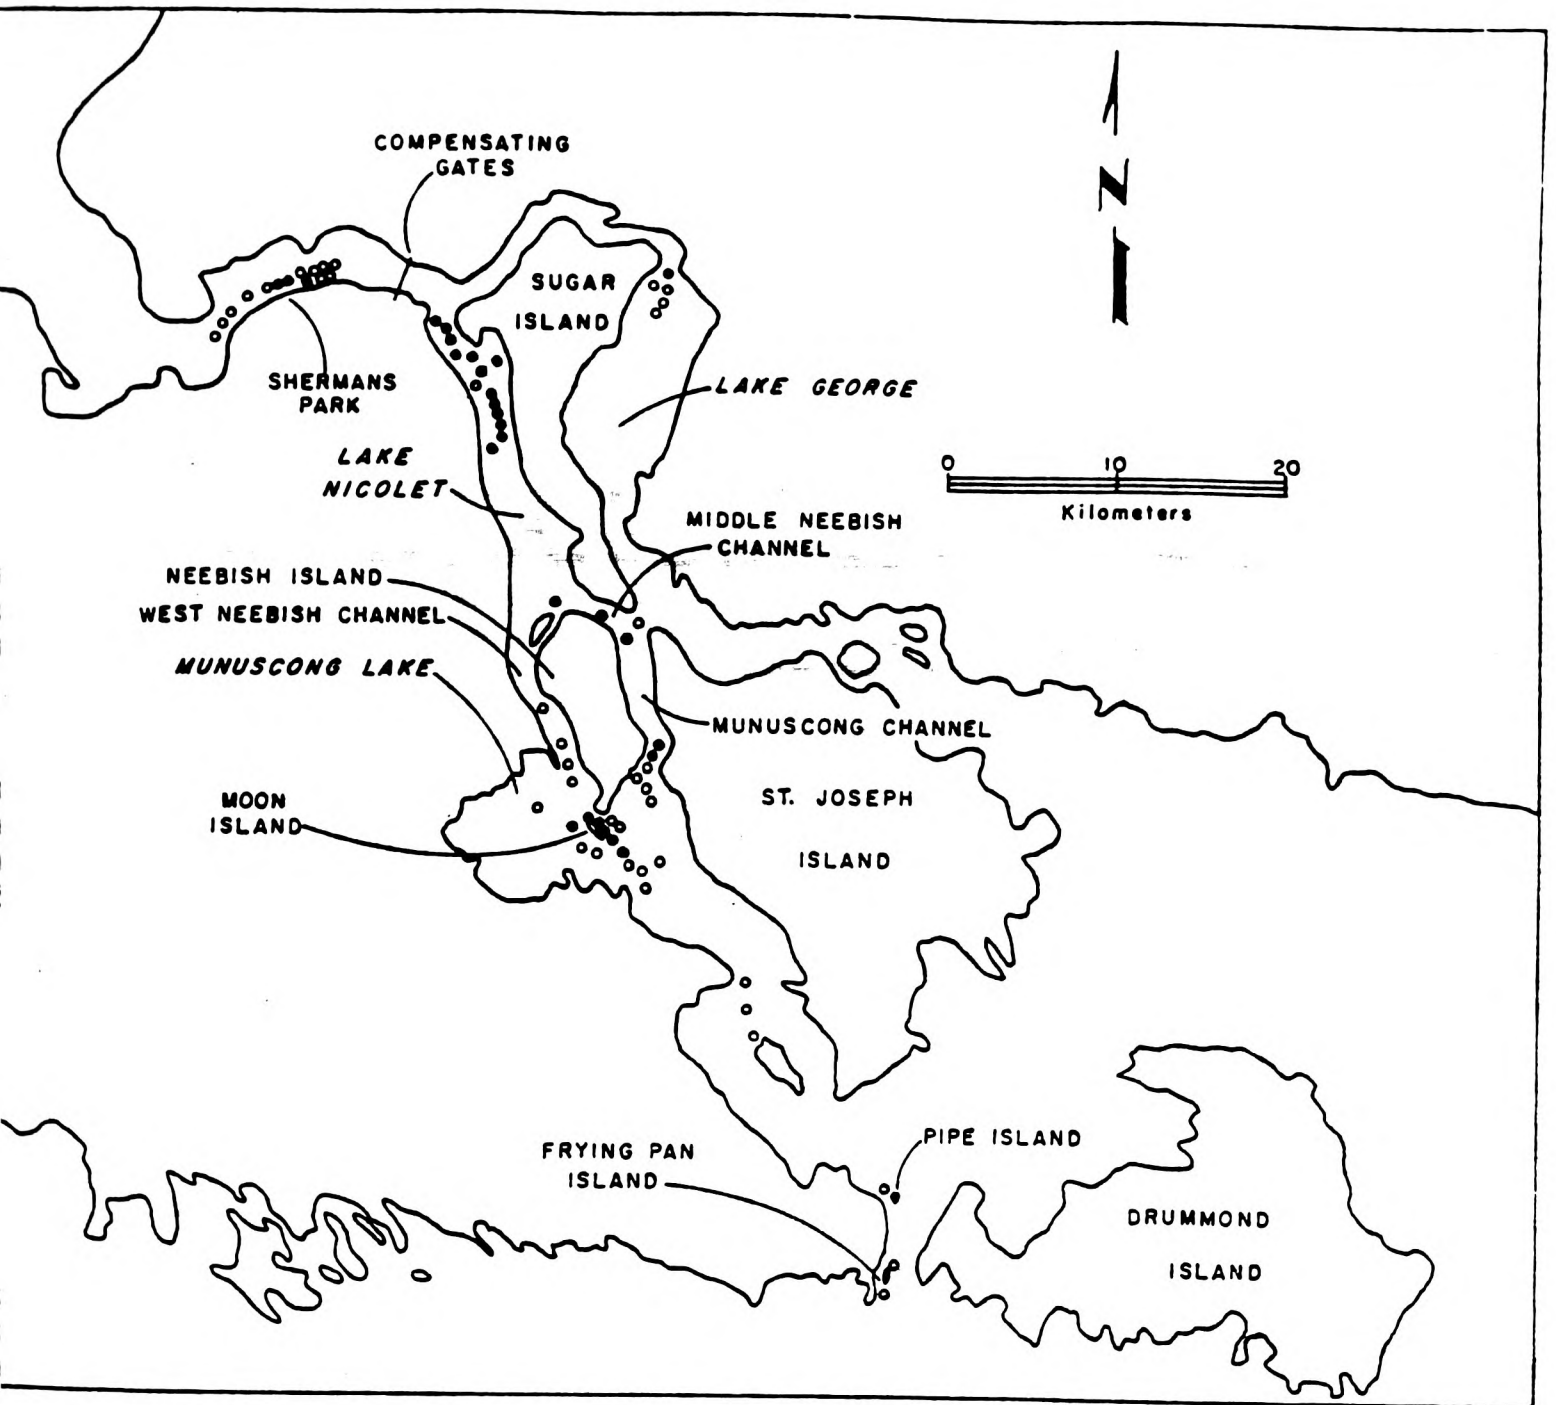 COMPENSATING
GATES
N
SUGAR
ISLAND
SHERMANS
PARK
LAKE GEORGE
LAKE
NICOLET
0 10 20
Kilometers
MIDDLE NEEBISH
CHANNEL
NEEBISH ISLAND
WEST NEEBISH CHANNEL
MUNUSCONG LAKE
MUNUSCONG CHANNEL
MOON
ISLAND
ST. JOSEPH
ISLAND
FRYING PAN
ISLAND
PIPE ISLAND
DRUMMOND
ISLAND